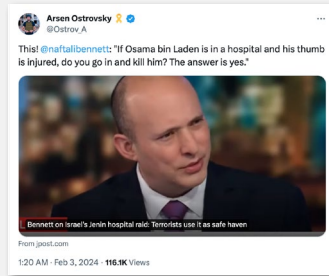 Arsen Ostrovsky
@Ostrov_A
This! @naftalibennett: "If Osama bin Laden is in a hospital and his thumb
is injured, do you go in and kill him? The answer is yes."
Bennett on Israel's Jenin hospital raid: Terrorists use it as safe haven
From jpost.com
1:20 AM · Feb 3, 2024 · 116.1K Views